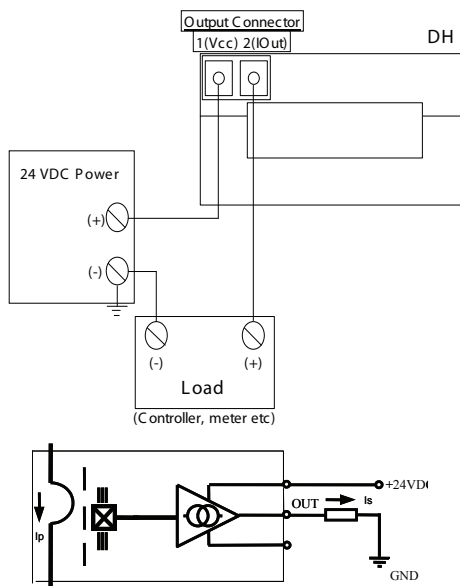 Output Connector
1(Vcc) 2(IOut)
DH
24 VDC Power
(+)
(-)
(-)
(+)
Load
(Controller, meter etc)
+24VDC
OUT
Is
Ip
GND